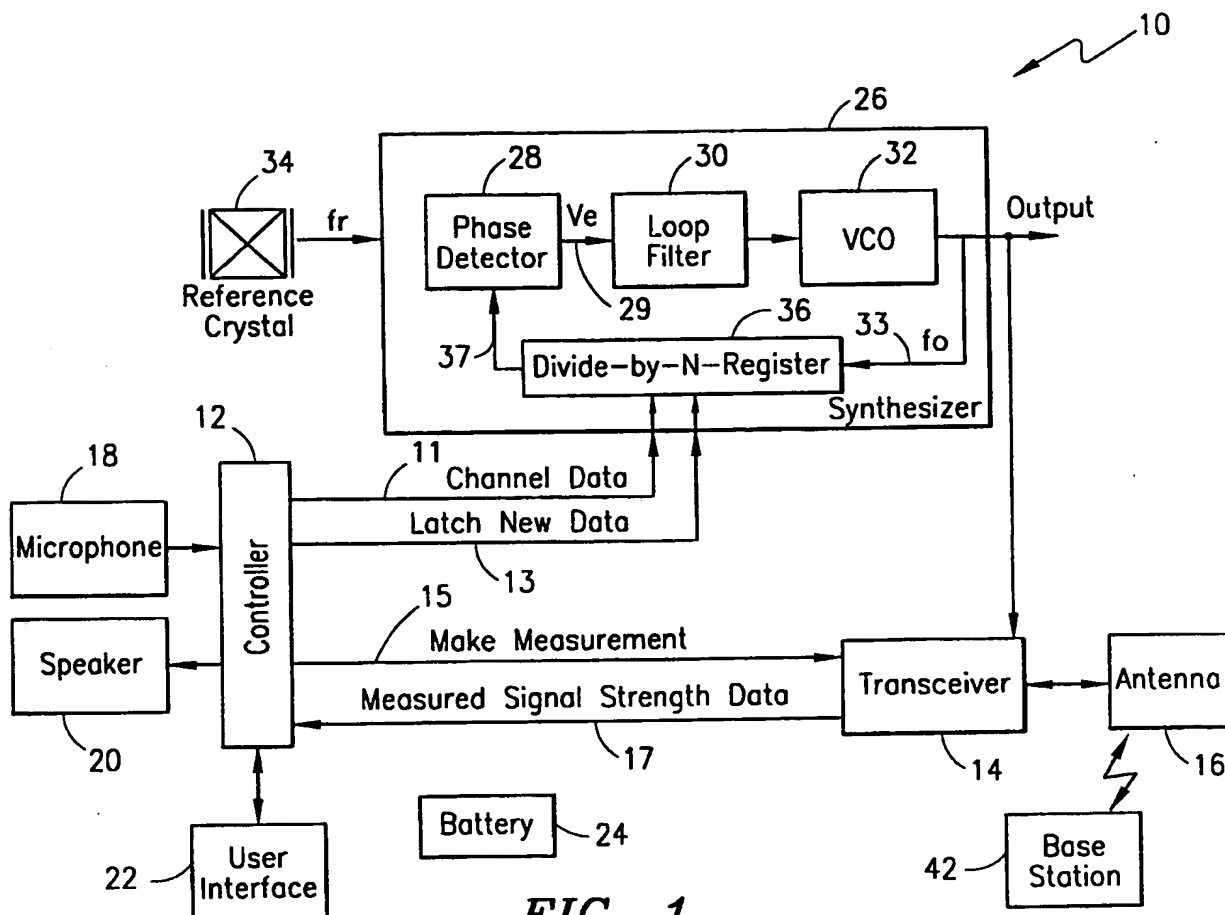 10
26
34
28
30
32
fr
Phase
Detector
Ve
Loop
Filter
VCO
Output
Reference
Crystal
29
36
33
fo
37
Divide-by-N-Register
Synthesizer
12
11
Channel Data
18
Latch New Data
Microphone
13
Controller
15
Make Measurement
Speaker
Measured Signal Strength Data
Transceiver
Antenna
20
17
14
16
Battery
24
22
User
Interface
42
Base
Station
FIG. 1